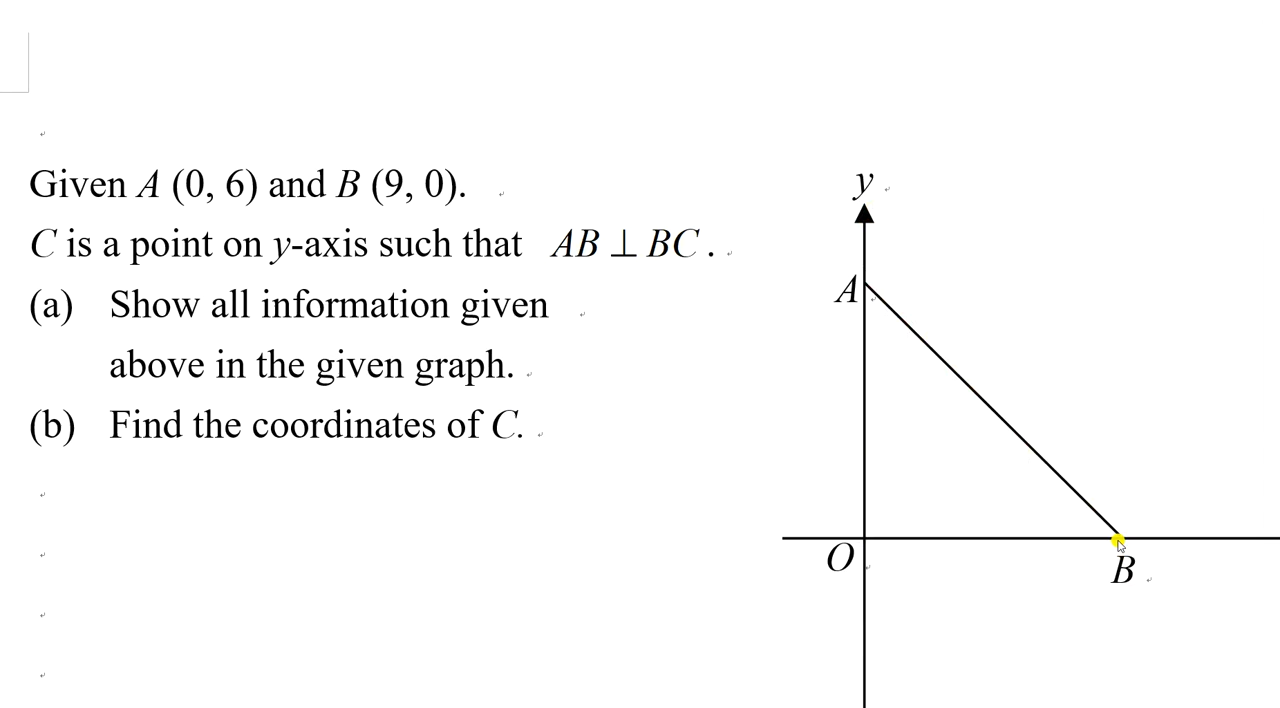 Given A (0, 6) and B (9, 0).
C is a point on y-axis such that AB ⊥ BC .
(a) Show all information given
above in the given graph.
(b) Find the coordinates of C.
y
A
O
B